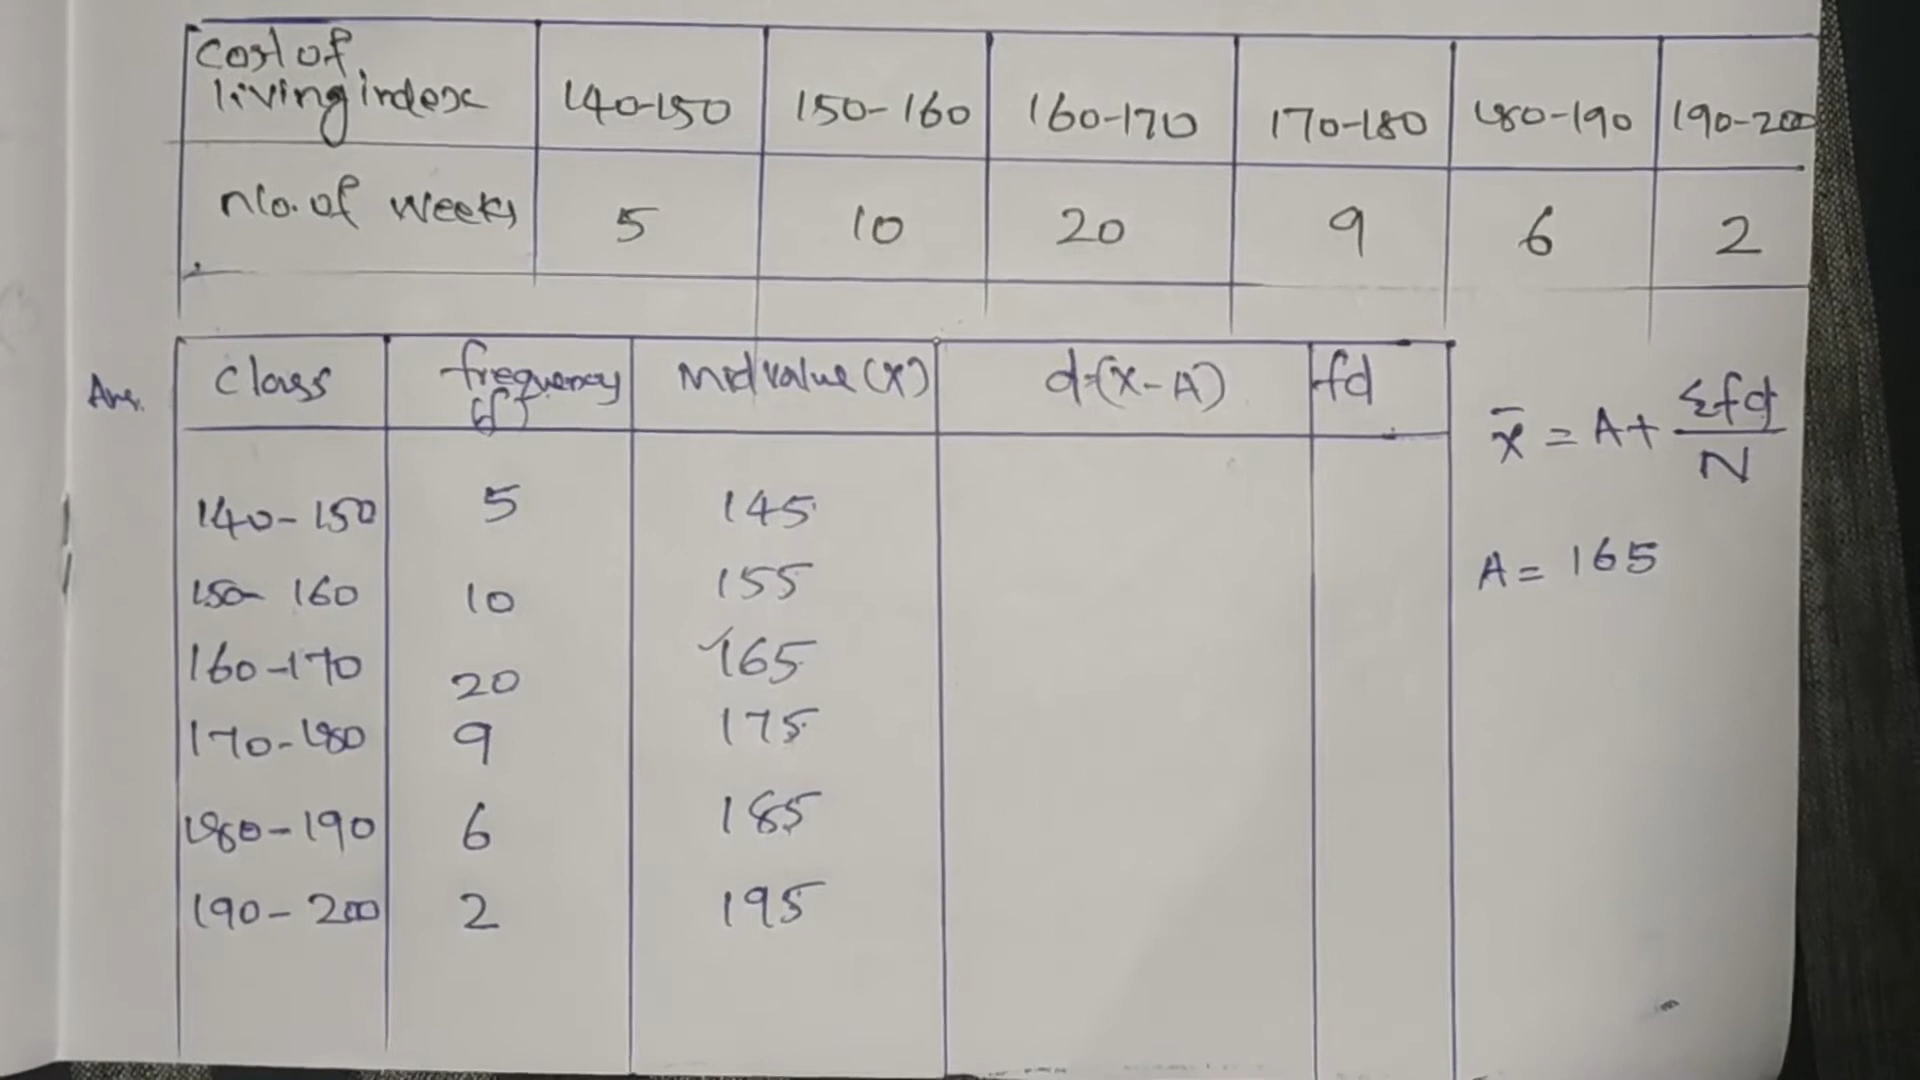 Cost of
living index 140-150 150-160 160-170 170-180 180-190 190-200
no. of weeks 5 10 20 9 6 2
Ans. class frequency mid value (x) d=(x-A) fd
(f)
x̄ = A+ Σfd/N
140-150 5 145
A = 165
150-160 10 155
160-170 20 165
170-180 9 175
180-190 6 185
190-200 2 195